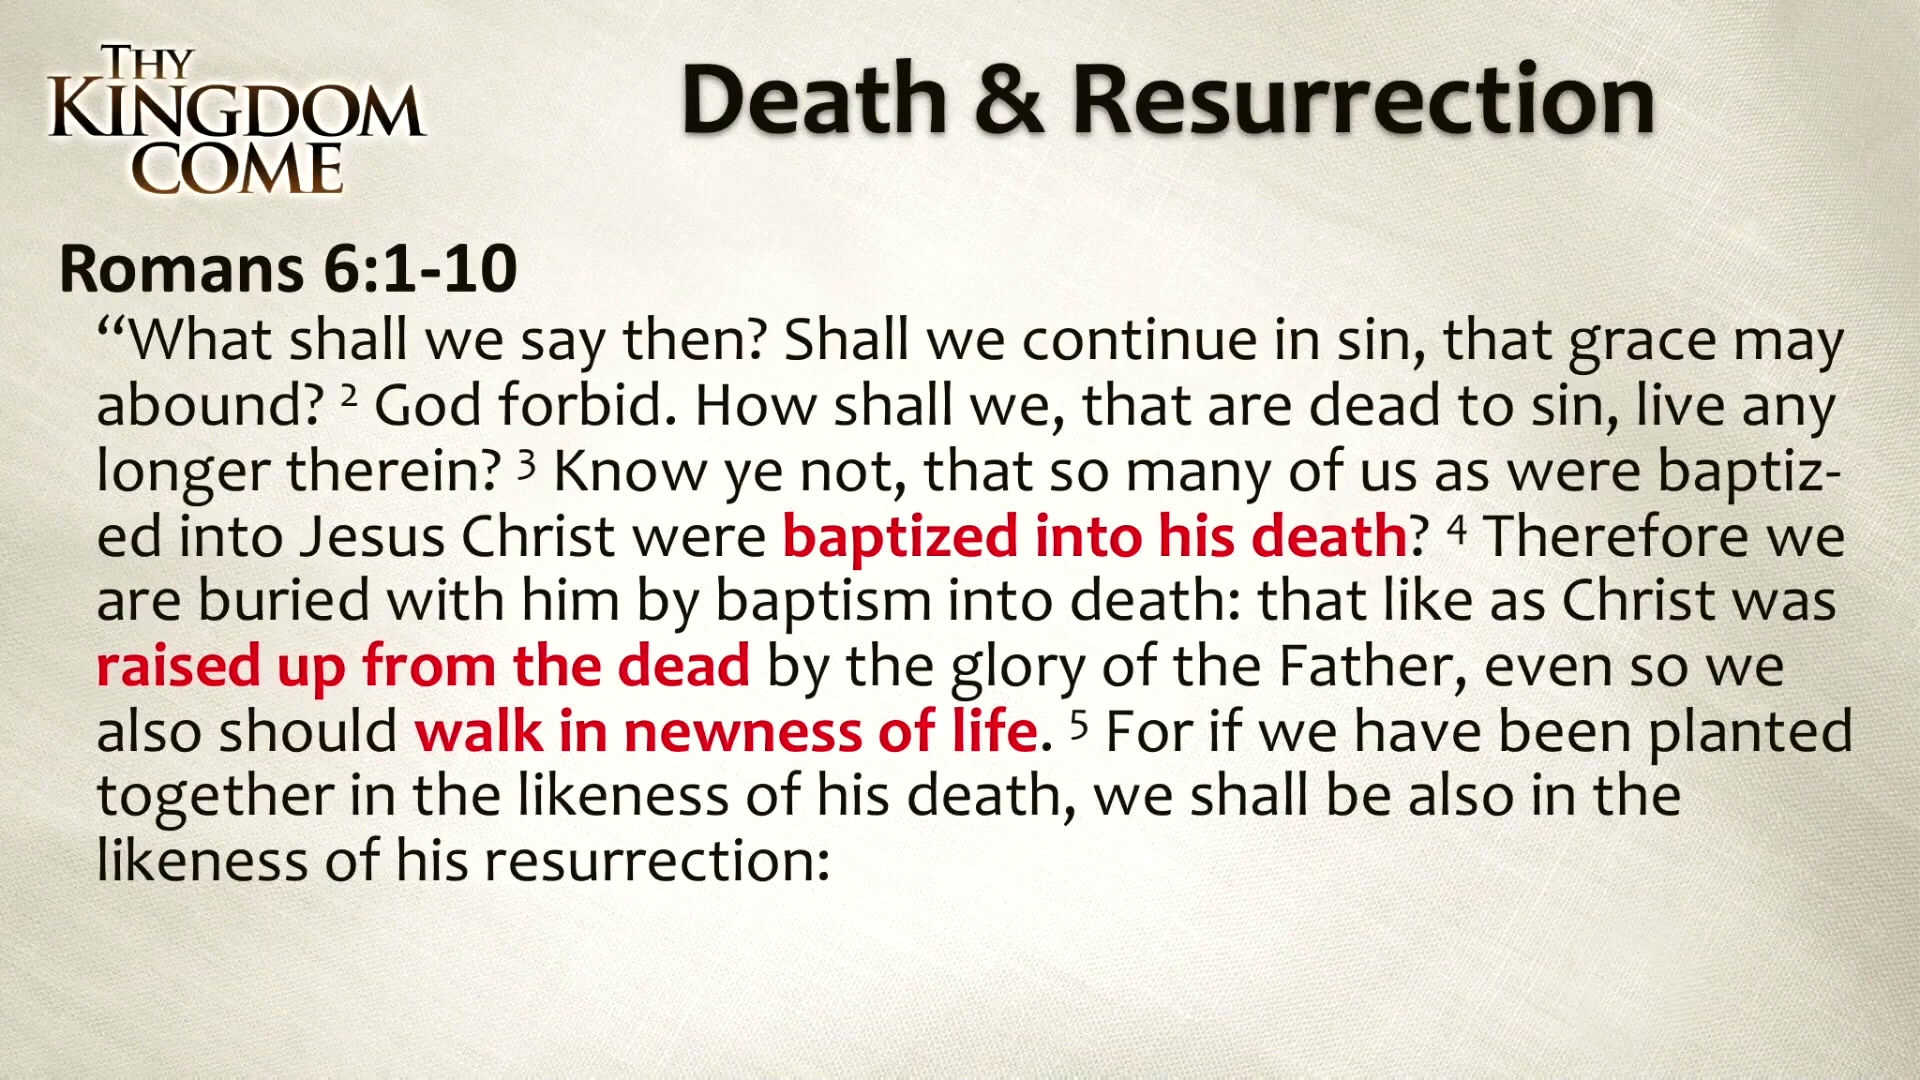 THY
KINGDOM
COME
Death & Resurrection
Romans 6:1-10
“What shall we say then? Shall we continue in sin, that grace may
abound? ² God forbid. How shall we, that are dead to sin, live any
longer therein? ³ Know ye not, that so many of us as were baptiz-
ed into Jesus Christ were baptized into his death? ⁴ Therefore we
are buried with him by baptism into death: that like as Christ was
raised up from the dead by the glory of the Father, even so we
also should walk in newness of life. ⁵ For if we have been planted
together in the likeness of his death, we shall be also in the
likeness of his resurrection: